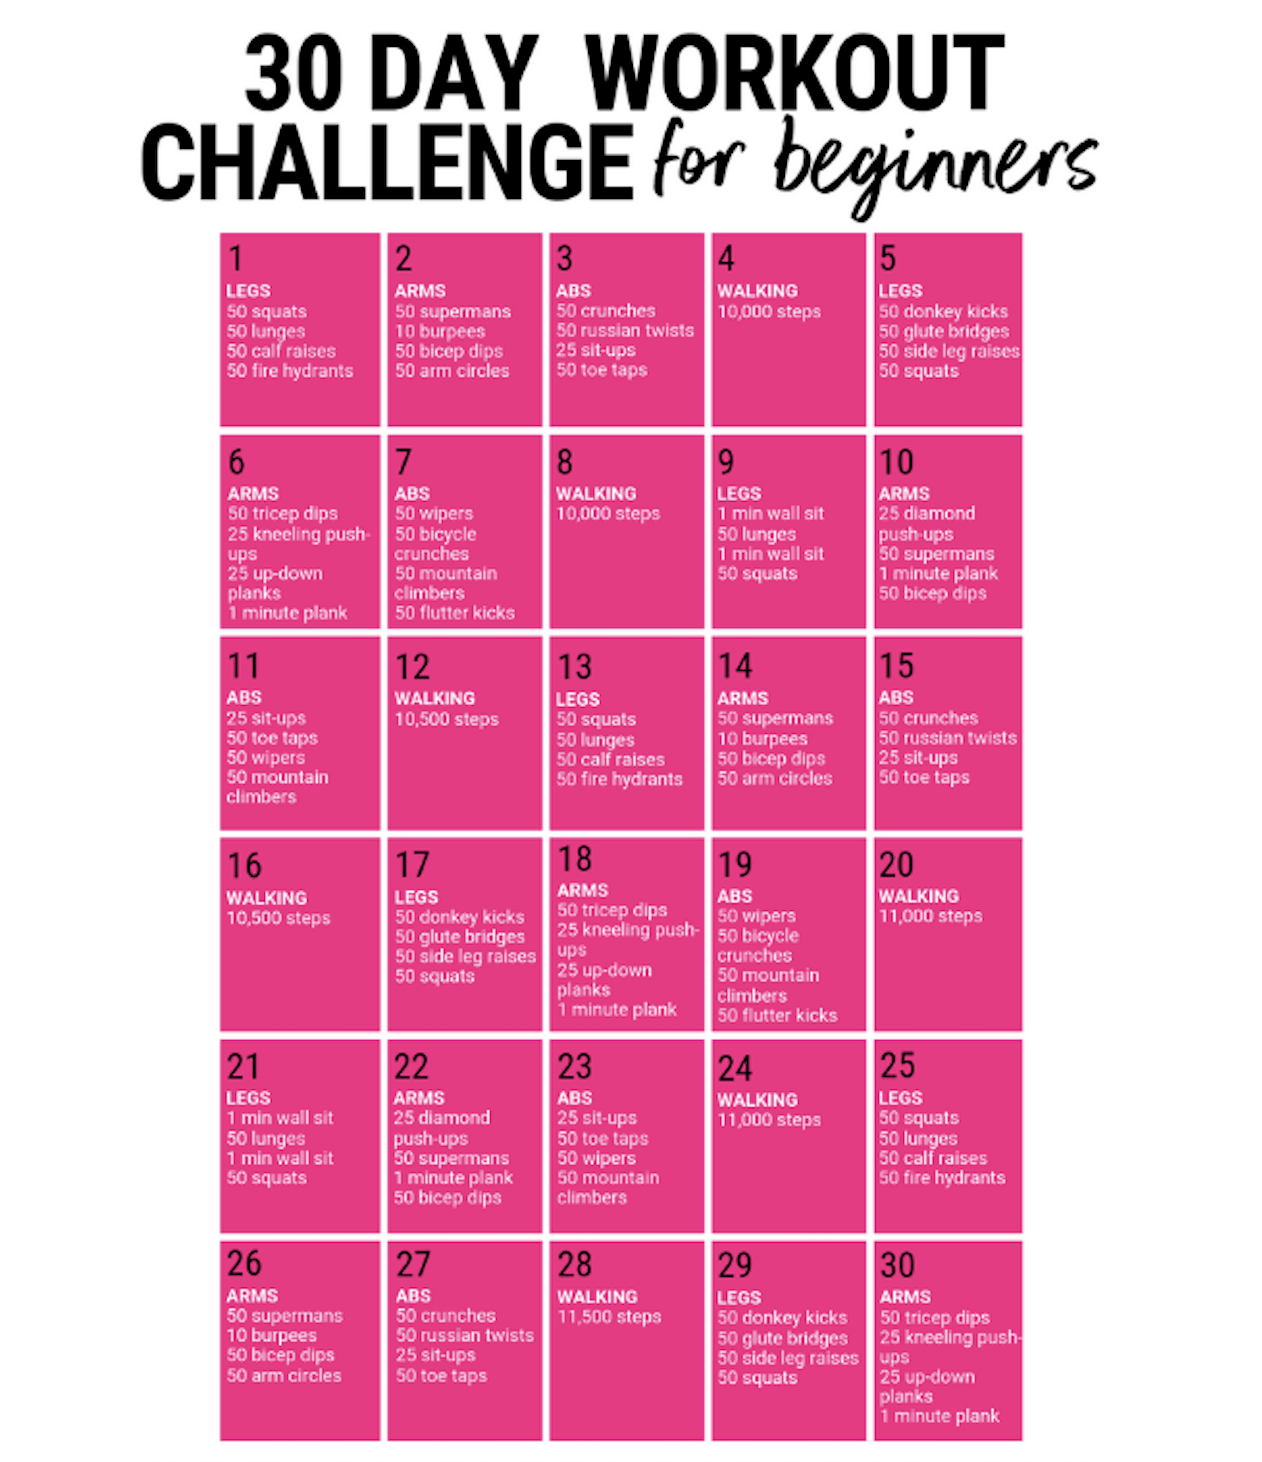 30 DAY WORKOUT
CHALLENGE for beginners
1
LEGS
50 squats
50 lunges
50 calf raises
50 fire hydrants
2
ARMS
50 supermans
10 burpees
50 bicep dips
50 arm circles
3
ABS
50 crunches
50 russian twists
25 sit-ups
50 toe taps
4
WALKING
10,000 steps
5
LEGS
50 donkey kicks
50 glute bridges
50 side leg raises
50 squats
6
ARMS
50 tricep dips
25 kneeling push-
ups
25 up-down
planks
1 minute plank
7
ABS
50 wipers
50 bicycle
crunches
50 mountain
climbers
50 flutter kicks
8
WALKING
10,000 steps
9
LEGS
1 min wall sit
50 lunges
1 min wall sit
50 squats
10
ARMS
25 diamond
push-ups
50 supermans
1 minute plank
50 bicep dips
11
ABS
25 sit-ups
50 toe taps
50 wipers
50 mountain
climbers
12
WALKING
10,500 steps
13
LEGS
50 squats
50 lunges
50 calf raises
50 fire hydrants
14
ARMS
50 supermans
10 burpees
50 bicep dips
50 arm circles
15
ABS
50 crunches
50 russian twists
25 sit-ups
50 toe taps
16
WALKING
10,500 steps
17
LEGS
50 donkey kicks
50 glute bridges
50 side leg raises
50 squats
18
ARMS
50 tricep dips
25 kneeling push-
ups
25 up-down
planks
1 minute plank
19
ABS
50 wipers
50 bicycle
crunches
50 mountain
climbers
50 flutter kicks
20
WALKING
11,000 steps
21
LEGS
1 min wall sit
50 lunges
1 min wall sit
50 squats
22
ARMS
25 diamond
push-ups
50 supermans
1 minute plank
50 bicep dips
23
ABS
25 sit-ups
50 toe taps
50 wipers
50 mountain
climbers
24
WALKING
11,000 steps
25
LEGS
50 squats
50 lunges
50 calf raises
50 fire hydrants
26
ARMS
50 supermans
10 burpees
50 bicep dips
50 arm circles
27
ABS
50 crunches
50 russian twists
25 sit-ups
50 toe taps
28
WALKING
11,500 steps
29
LEGS
50 donkey kicks
50 glute bridges
50 side leg raises
50 squats
30
ARMS
50 tricep dips
25 kneeling push-
ups
25 up-down
planks
1 minute plank